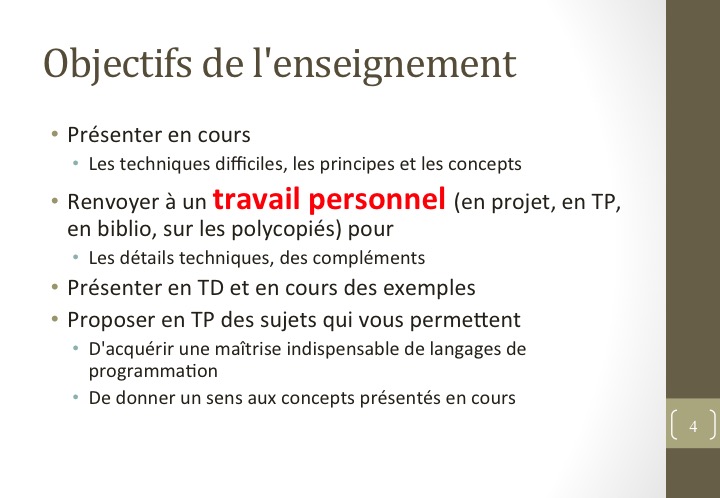 Objectifs de l'enseignement
• Présenter en cours
• Les techniques difficiles, les principes et les concepts
• Renvoyer à un travail personnel (en projet, en TP,
en biblio, sur les polycopiés) pour
• Les détails techniques, des compléments
• Présenter en TD et en cours des exemples
• Proposer en TP des sujets qui vous permettent
• D'acquérir une maîtrise indispensable de langages de
programmation
• De donner un sens aux concepts présentés en cours
4